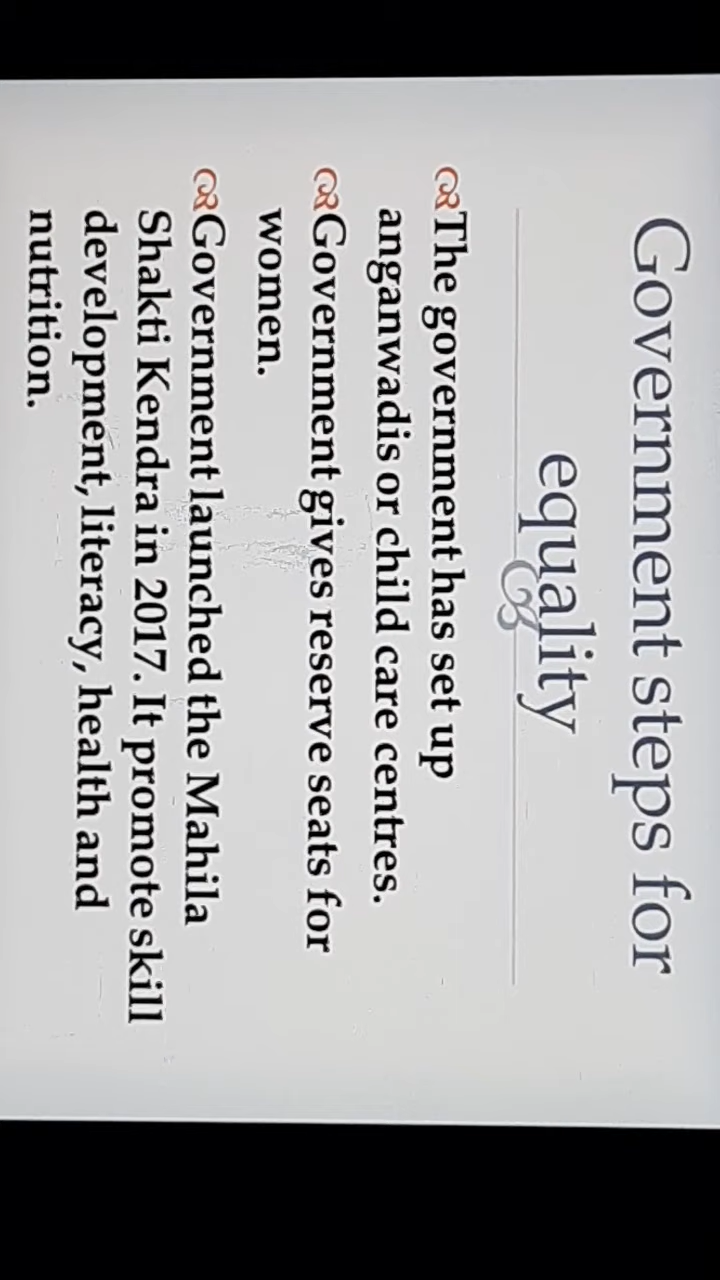 Government steps for
equality
The government has set up
anganwadis or child care centres.
Government gives reserve seats for
women.
Government launched the Mahila
Shakti Kendra in 2017. It promote skill
development, literacy, health and
nutrition.